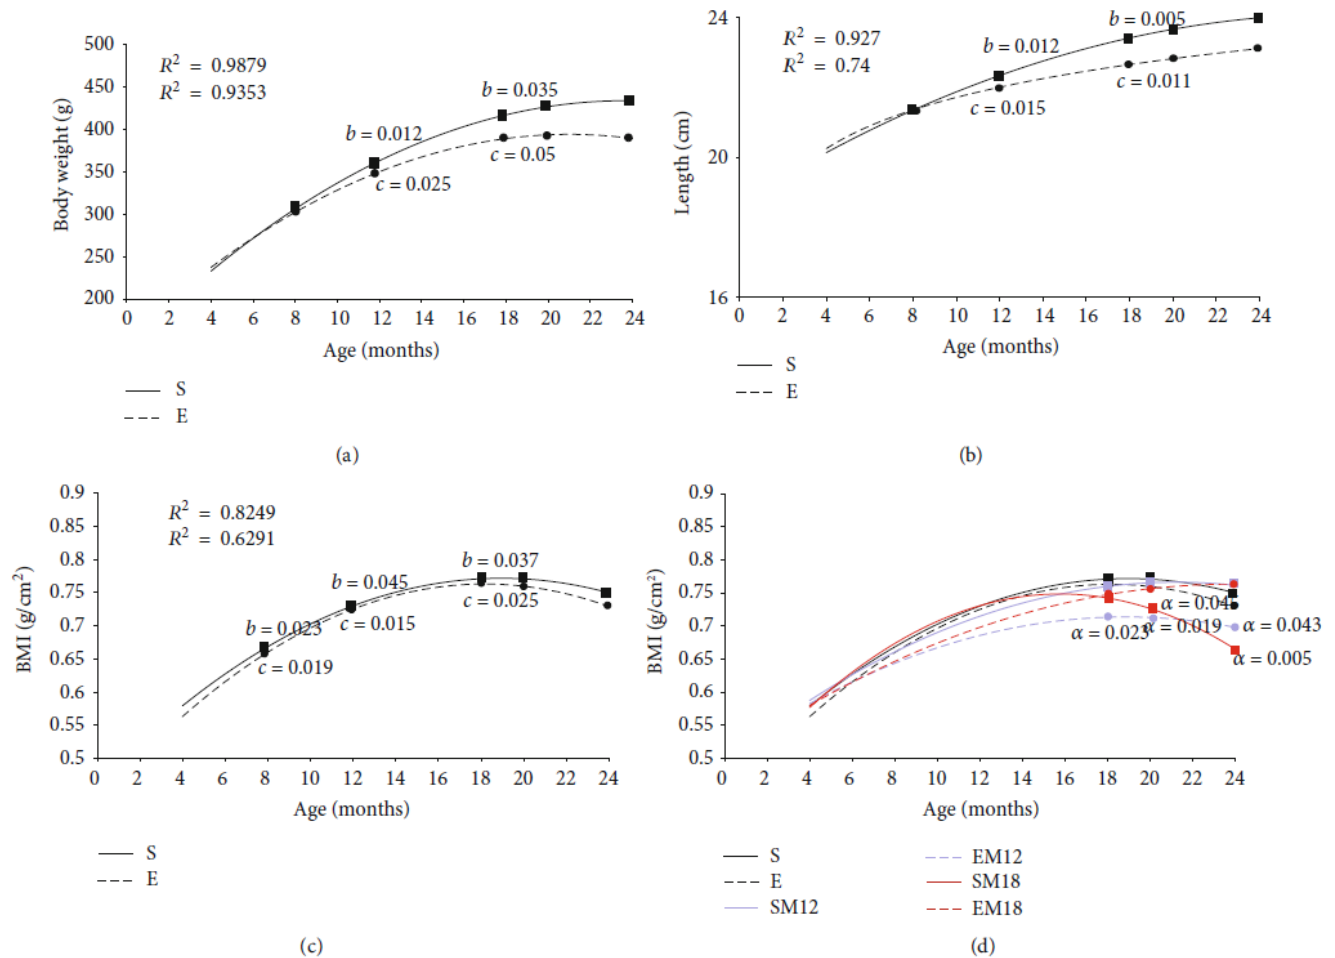 500
450
400
350
300
250
200
Body weight (g)
R² = 0.9879
R² = 0.9353
b = 0.012
b = 0.035
c = 0.025
c = 0.05
0 2 4 6 8 10 12 14 16 18 20 22 24
Age (months)
S
E
(a)
24
20
16
Length (cm)
R² = 0.927
R² = 0.74
b = 0.012
b = 0.005
c = 0.015
c = 0.011
0 2 4 6 8 10 12 14 16 18 20 22 24
Age (months)
S
E
(b)
0.9
0.85
0.8
0.75
0.7
0.65
0.6
0.55
0.5
BMI (g/cm²)
R² = 0.8249
R² = 0.6291
b = 0.023
b = 0.045
b = 0.037
c = 0.019
c = 0.015
c = 0.025
0 2 4 6 8 10 12 14 16 18 20 22 24
Age (months)
S
E
(c)
0.9
0.85
0.8
0.75
0.7
0.65
0.6
0.55
0.5
BMI (g/cm²)
α = 0.04
α = 0.023
α = 0.019
α = 0.043
α = 0.005
0 2 4 6 8 10 12 14 16 18 20 22 24
Age (months)
S
E
SM12
EM12
SM18
EM18
(d)